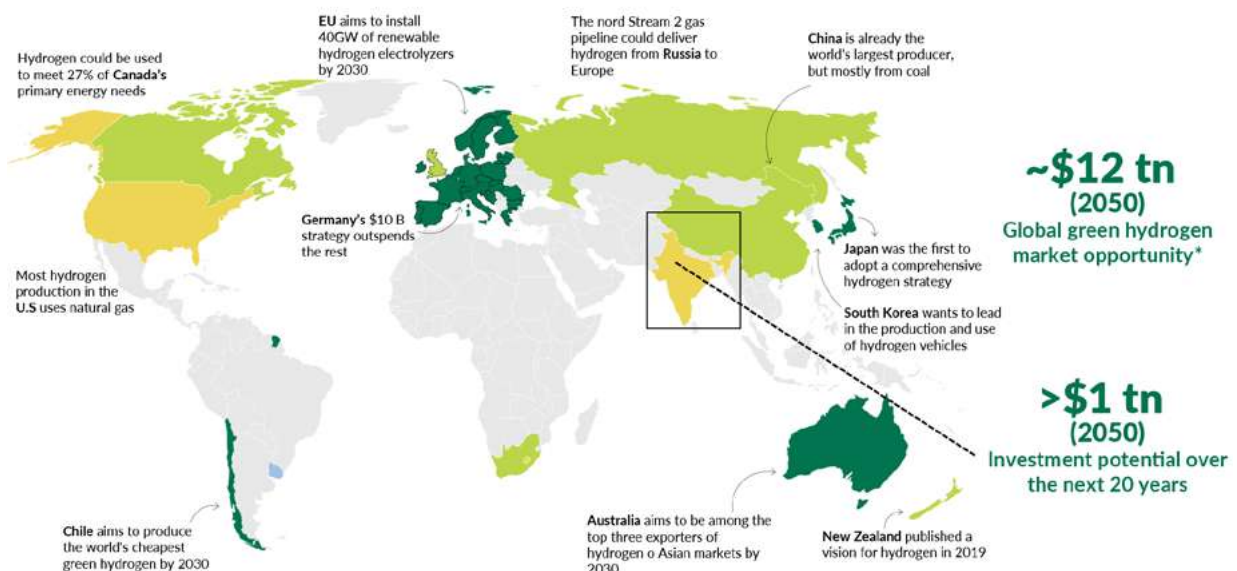 EU aims to install
40GW of renewable
hydrogen electrolyzers
by 2030
The nord Stream 2 gas
pipeline could deliver
hydrogen from Russia to
Europe
China is already the
world's largest producer,
but mostly from coal
Hydrogen could be used
to meet 27% of Canada's
primary energy needs
Germany's $10 B
strategy outspends
the rest
Most hydrogen
production in the
U.S uses natural gas
Japan was the first to
adopt a comprehensive
hydrogen strategy
South Korea wants to lead
in the production and use
of hydrogen vehicles
~$12 tn
(2050)
Global green hydrogen
market opportunity*
>$1 tn
(2050)
Investment potential over
the next 20 years
Chile aims to produce
the world's cheapest
green hydrogen by 2030
Australia aims to be among the
top three exporters of
hydrogen o Asian markets by
2030
New Zealand published a
vision for hydrogen in 2019